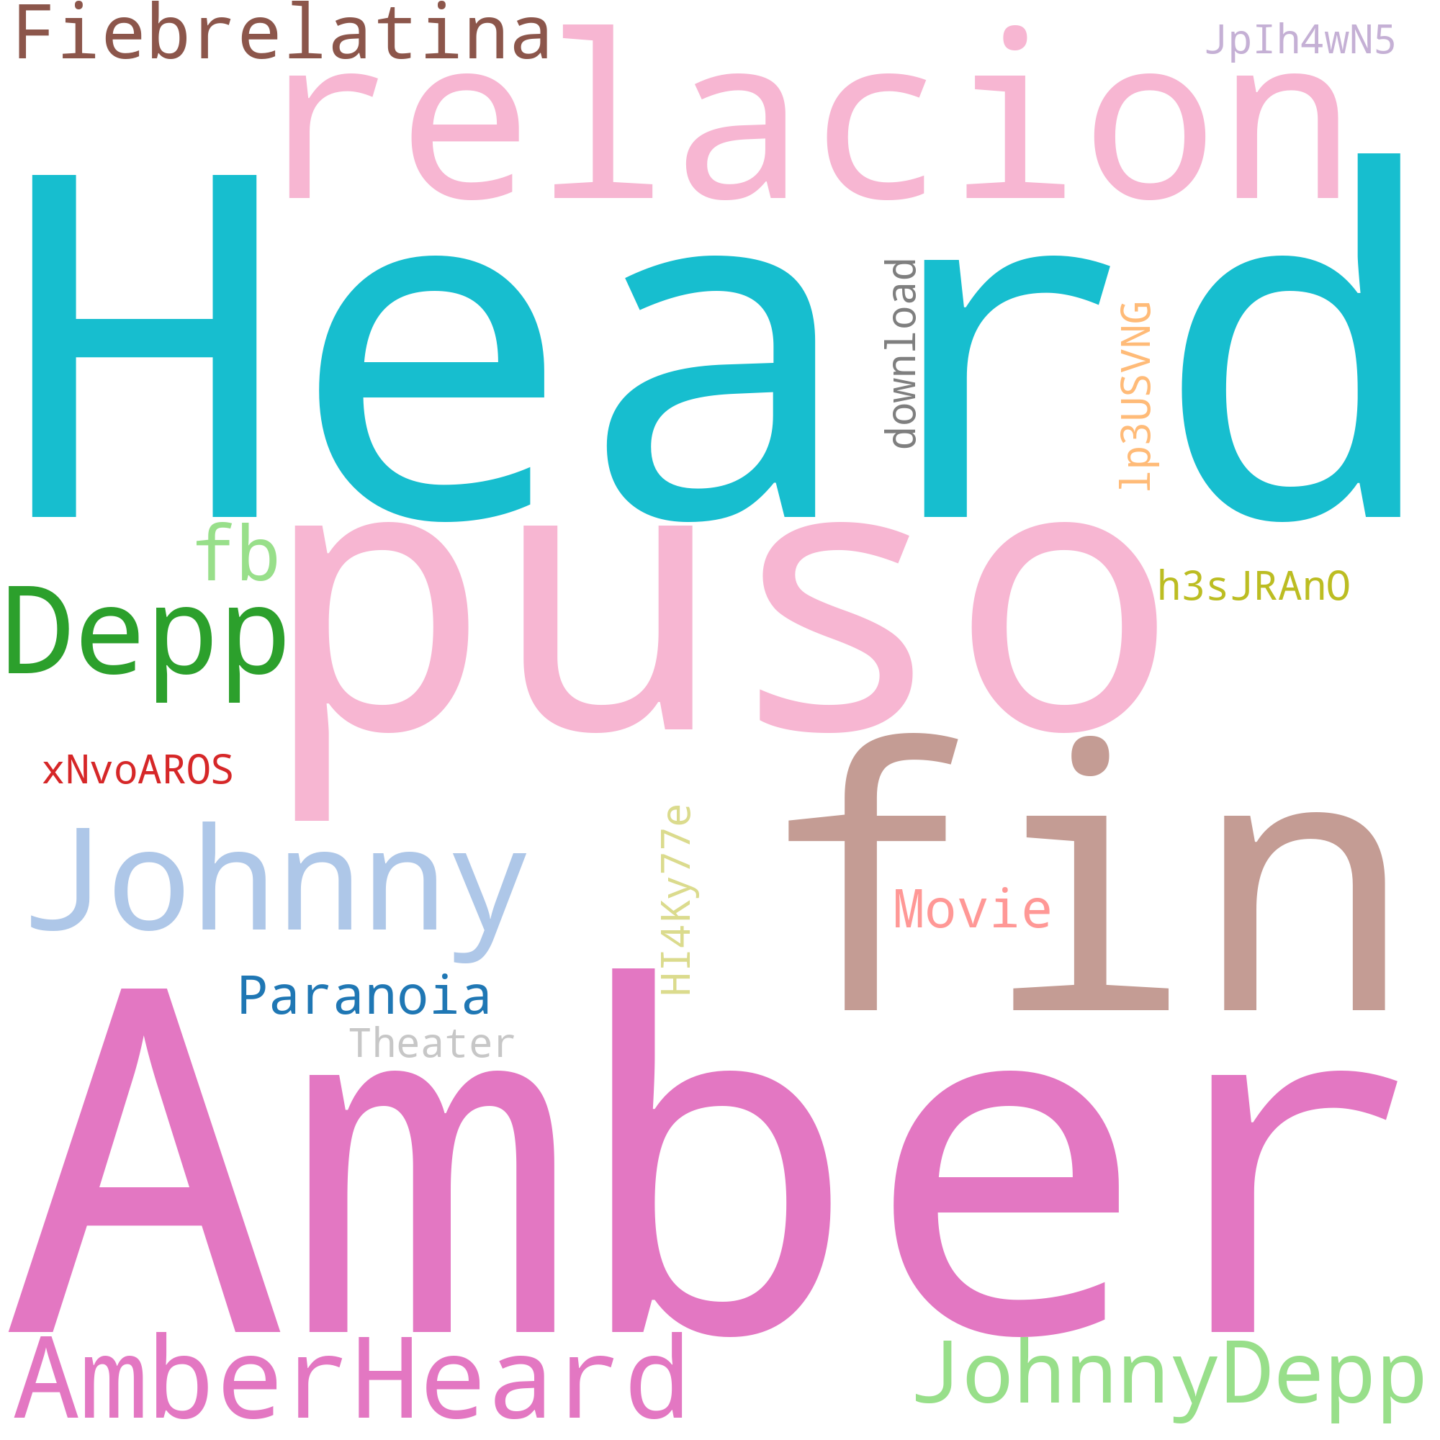 Fiebrelatina
JpIh4wN5
relacion
Heard
download
lp3USVNG
fb
puso
h3sJRAnO
Depp
fin
xNvoAROS
Johnny
HI4Ky77e
Movie
Paranoia
Theater
Amber
AmberHeard
JohnnyDepp